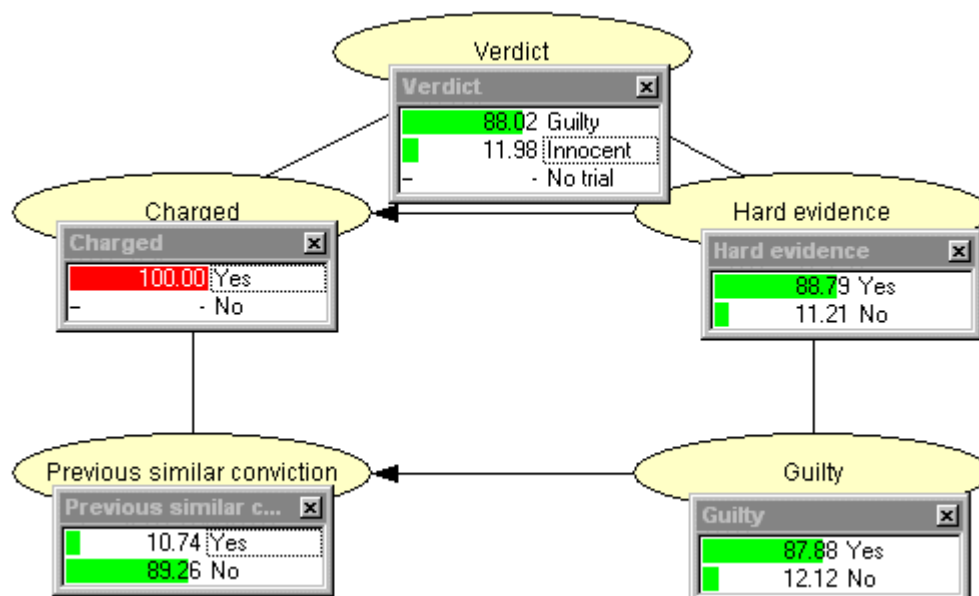 Verdict
Verdict
88.02 Guilty
11.98 Innocent
- - No trial
Charged
Charged
100.00 Yes
- - No
Hard evidence
Hard evidence
88.79 Yes
11.21 No
Previous similar conviction
Previous similar c...
10.74 Yes
89.26 No
Guilty
Guilty
87.88 Yes
12.12 No